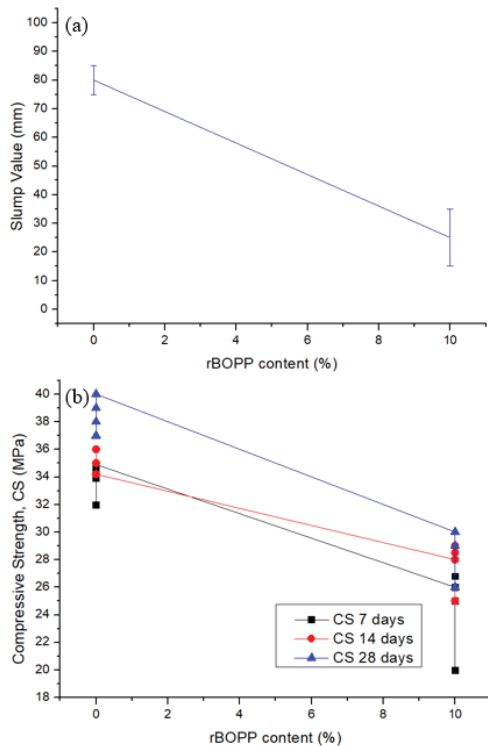 (a)
100
90
80
70
60
50
40
30
20
10
0
Slump Value (mm)
0 2 4 6 8 10
rBOPP content (%)
(b)
40
38
36
34
32
30
28
26
24
22
20
18
Compressive Strength, CS (MPa)
CS 7 days
CS 14 days
CS 28 days
0 2 4 6 8 10
rBOPP content (%)